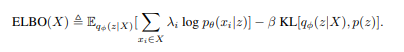 ELBO(X) ≜ 𝔼_{q_ϕ(z|X)}[ ∑_{x_i∈X} λ_i log p_θ(x_i|z)] − β KL[q_ϕ(z|X), p(z)].